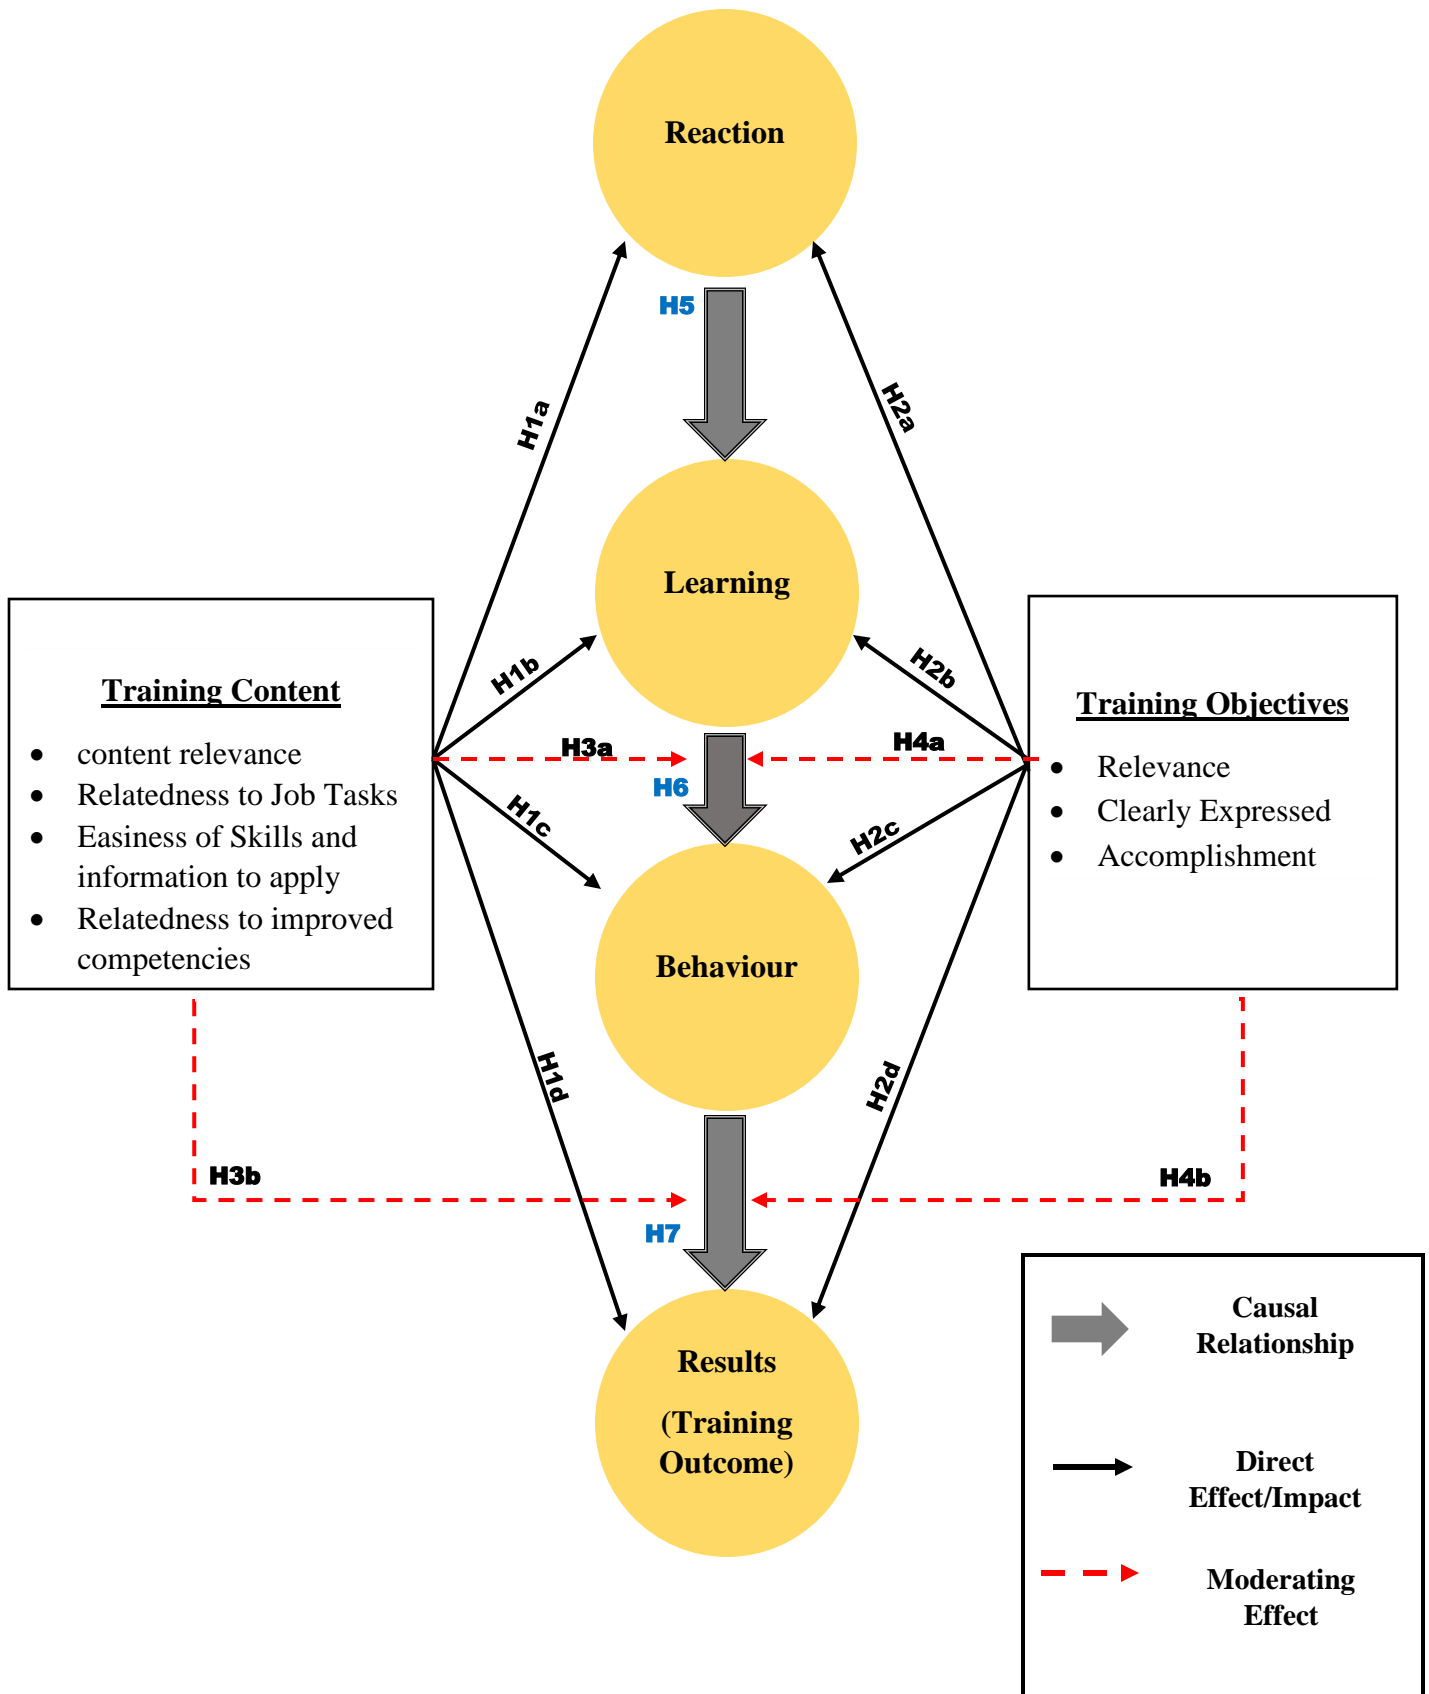 Reaction
H5
H1a
H2a
Learning
H1b
H2b
Training Content
• content relevance
• Relatedness to Job Tasks
• Easiness of Skills and
information to apply
• Relatedness to improved
competencies
Training Objectives
• Relevance
• Clearly Expressed
• Accomplishment
H3a
H4a
H6
H1c
H2c
Behaviour
H1d
H2d
H3b
H4b
H7
Results
(Training
Outcome)
Causal
Relationship
Direct
Effect/Impact
Moderating
Effect